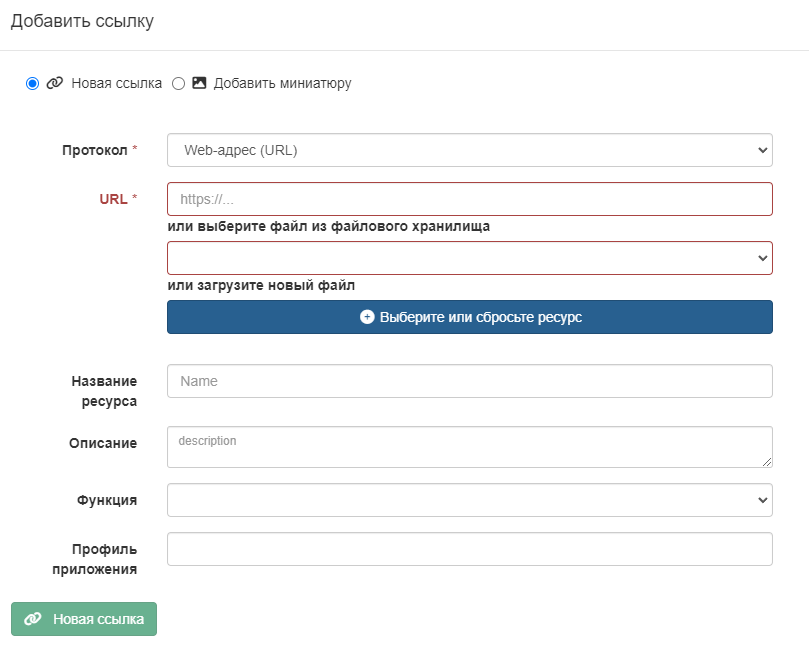 Добавить ссылку
Новая ссылка Добавить миниатюру
Протокол * Web-адрес (URL)
URL * https://...
или выберите файл из файлового хранилища
или загрузите новый файл
Выберите или сбросьте ресурс
Название ресурса Name
Описание description
Функция
Профиль приложения
Новая ссылка